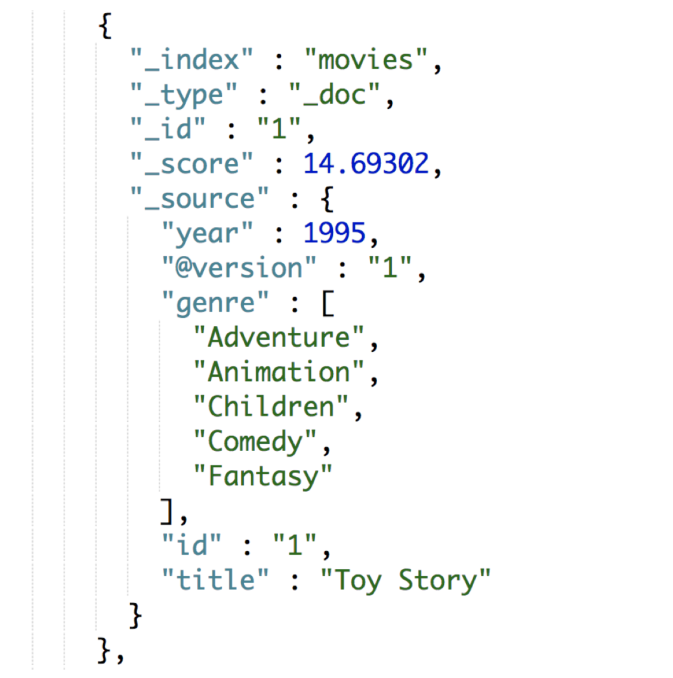 {
"_index" : "movies",
"_type" : "_doc",
"_id" : "1",
"_score" : 14.69302,
"_source" : {
"year" : 1995,
"@version" : "1",
"genre" : [
"Adventure",
"Animation",
"Children",
"Comedy",
"Fantasy"
],
"id" : "1",
"title" : "Toy Story"
}
},